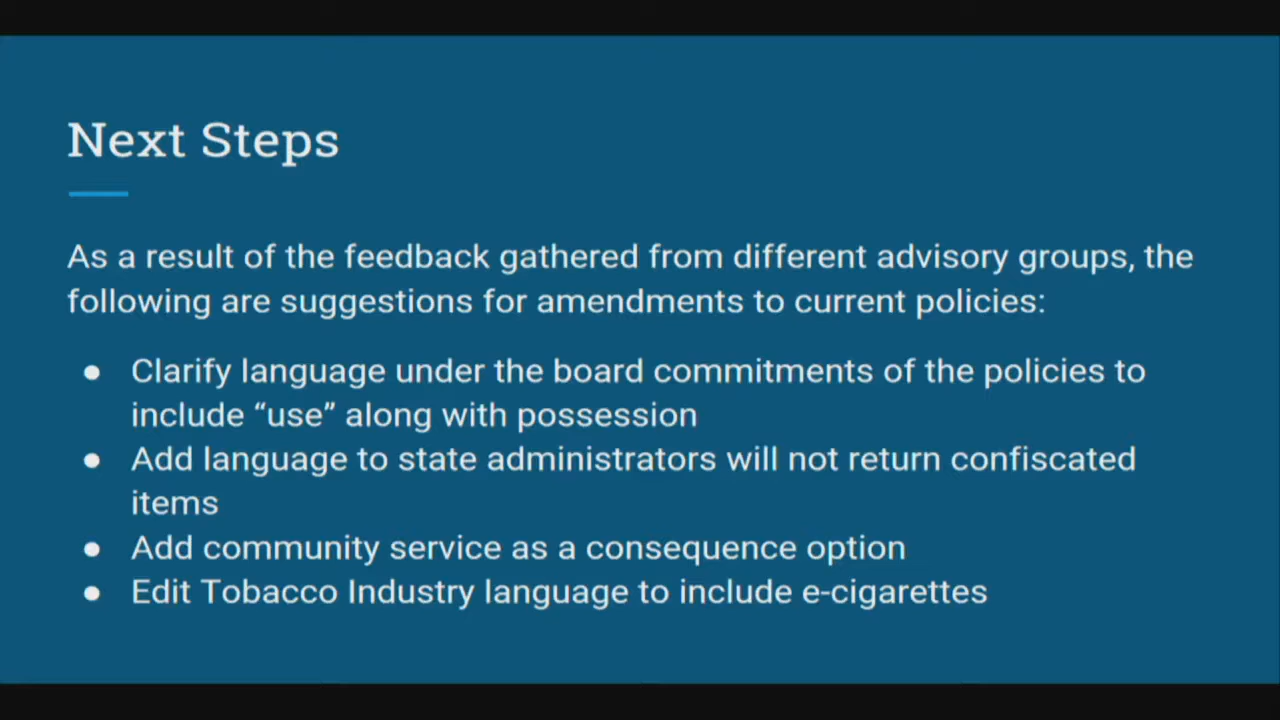 Next Steps
As a result of the feedback gathered from different advisory groups, the
following are suggestions for amendments to current policies:
● Clarify language under the board commitments of the policies to
include “use” along with possession
● Add language to state administrators will not return confiscated
items
● Add community service as a consequence option
● Edit Tobacco Industry language to include e-cigarettes